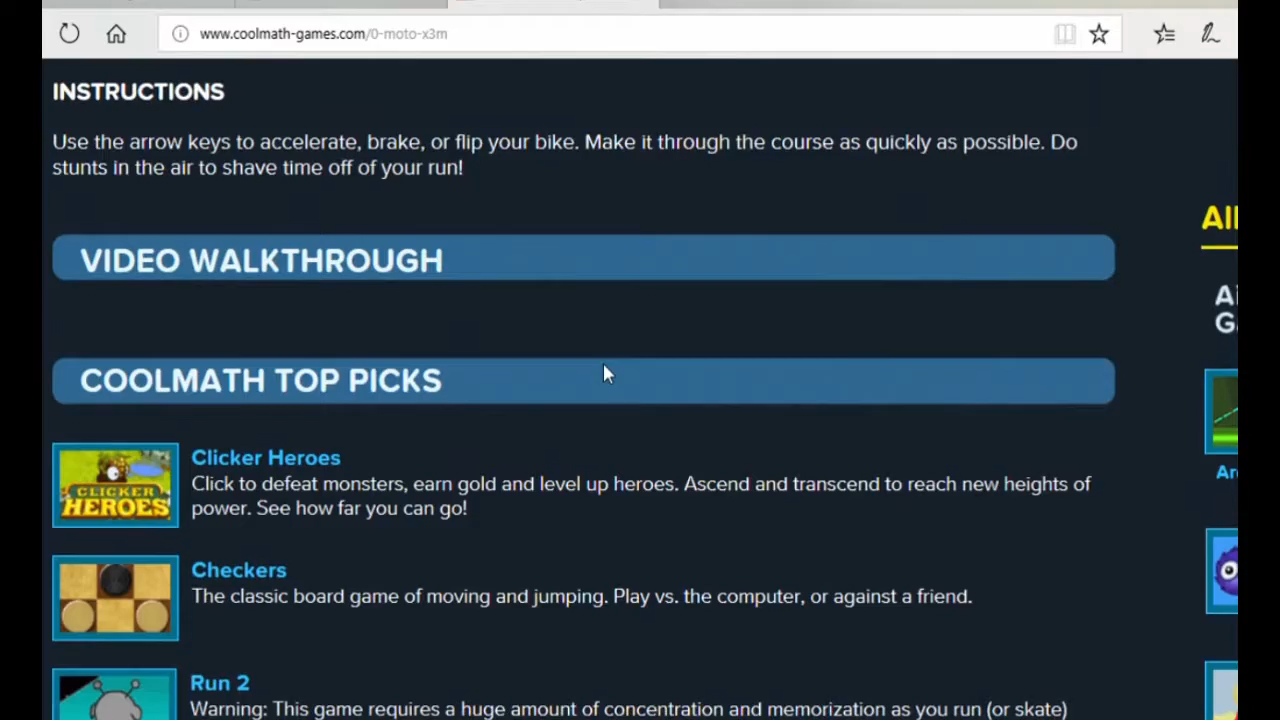 www.coolmath-games.com/0-moto-x3m
INSTRUCTIONS
Use the arrow keys to accelerate, brake, or flip your bike. Make it through the course as quickly as possible. Do
stunts in the air to shave time off of your run!
VIDEO WALKTHROUGH
COOLMATH TOP PICKS
Clicker Heroes
Click to defeat monsters, earn gold and level up heroes. Ascend and transcend to reach new heights of
power. See how far you can go!
CLICKER
HEROES
Checkers
The classic board game of moving and jumping. Play vs. the computer, or against a friend.
Run 2
Warning: This game requires a huge amount of concentration and memorization as you run (or skate)